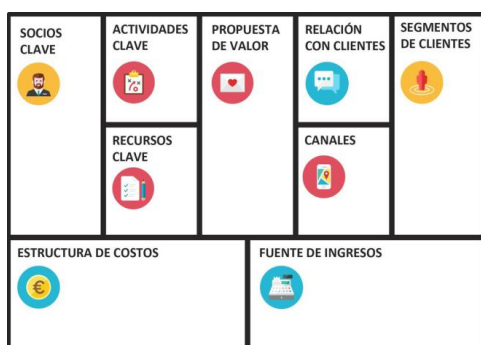 SOCIOS
CLAVE
ACTIVIDADES
CLAVE
PROPUESTA
DE VALOR
RELACIÓN
CON CLIENTES
SEGMENTOS
DE CLIENTES
RECURSOS
CLAVE
CANALES
ESTRUCTURA DE COSTOS
€
FUENTE DE INGRESOS